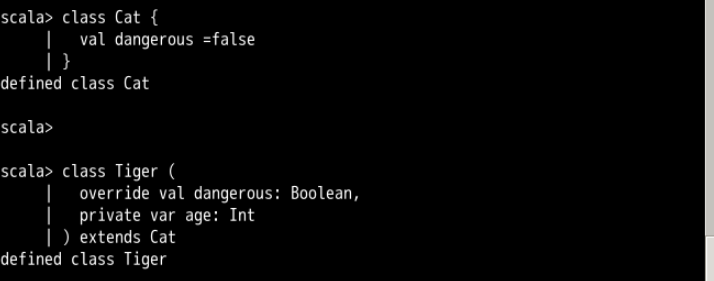 scala> class Cat {
     |   val dangerous =false
     | }
defined class Cat
scala>
scala> class Tiger (
     |   override val dangerous: Boolean,
     |   private var age: Int
     | ) extends Cat
defined class Tiger